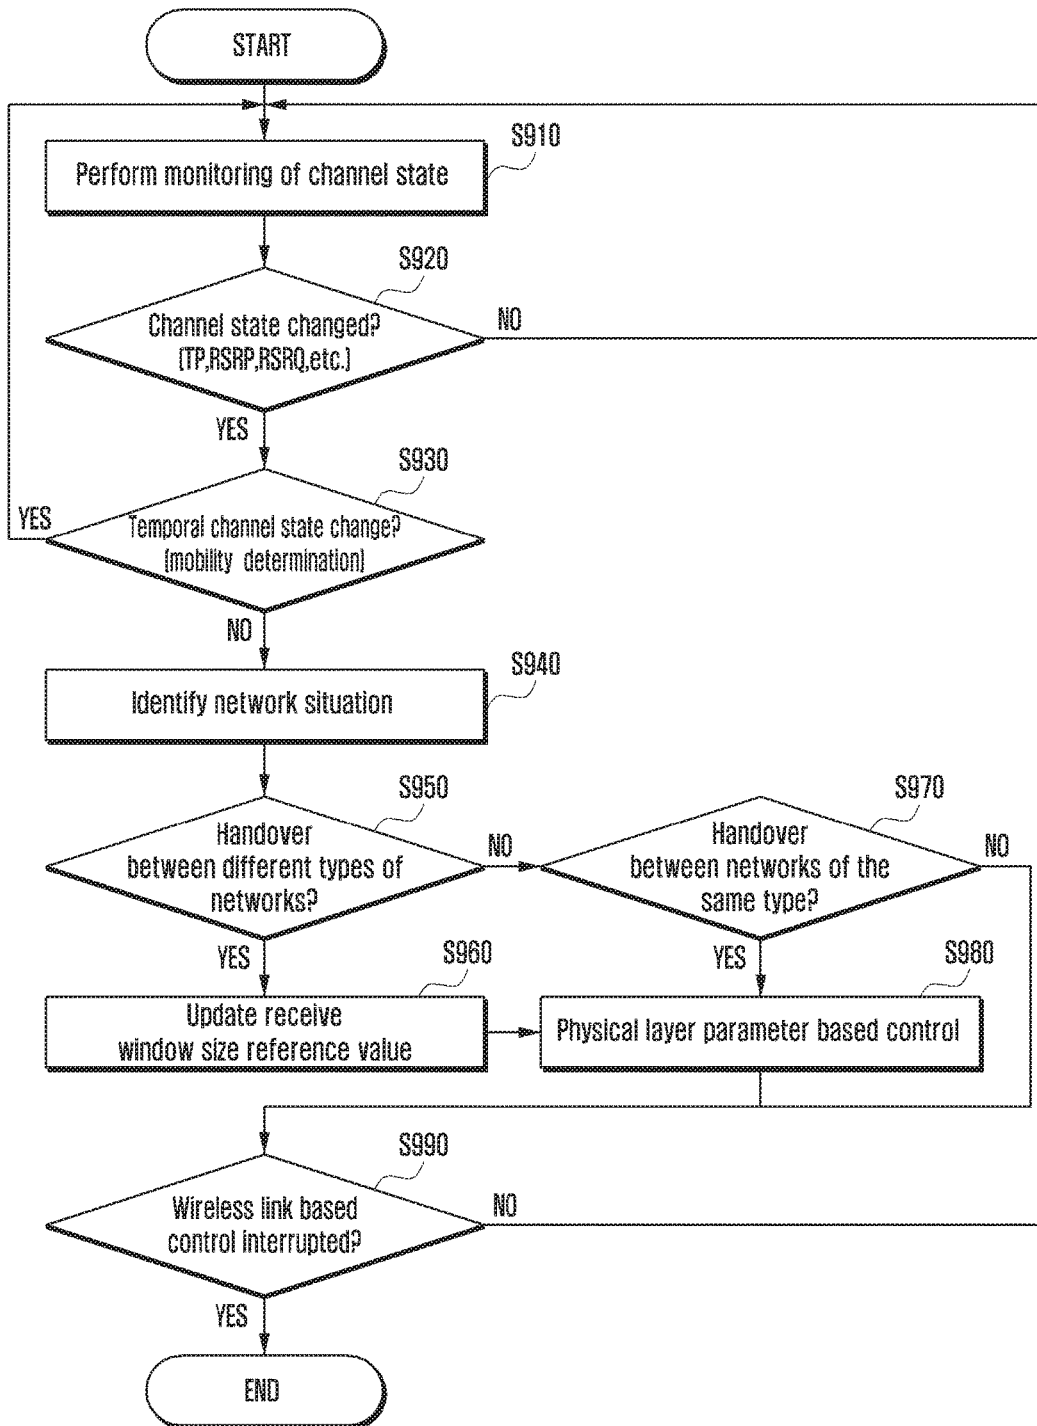 START
S910
Perform monitoring of channel state
S920
Channel state changed?
(TP,RSRP,RSRQ,etc.)
NO
YES
S930
YES
Temporal channel state change?
(mobility determination)
NO
S940
Identify network situation
S950
Handover
between different types of
networks?
NO
S970
Handover
between networks of the
same type?
NO
YES
S960
YES
S980
Update receive
window size reference value
Physical layer parameter based control
S990
Wireless link based
control interrupted?
NO
YES
END